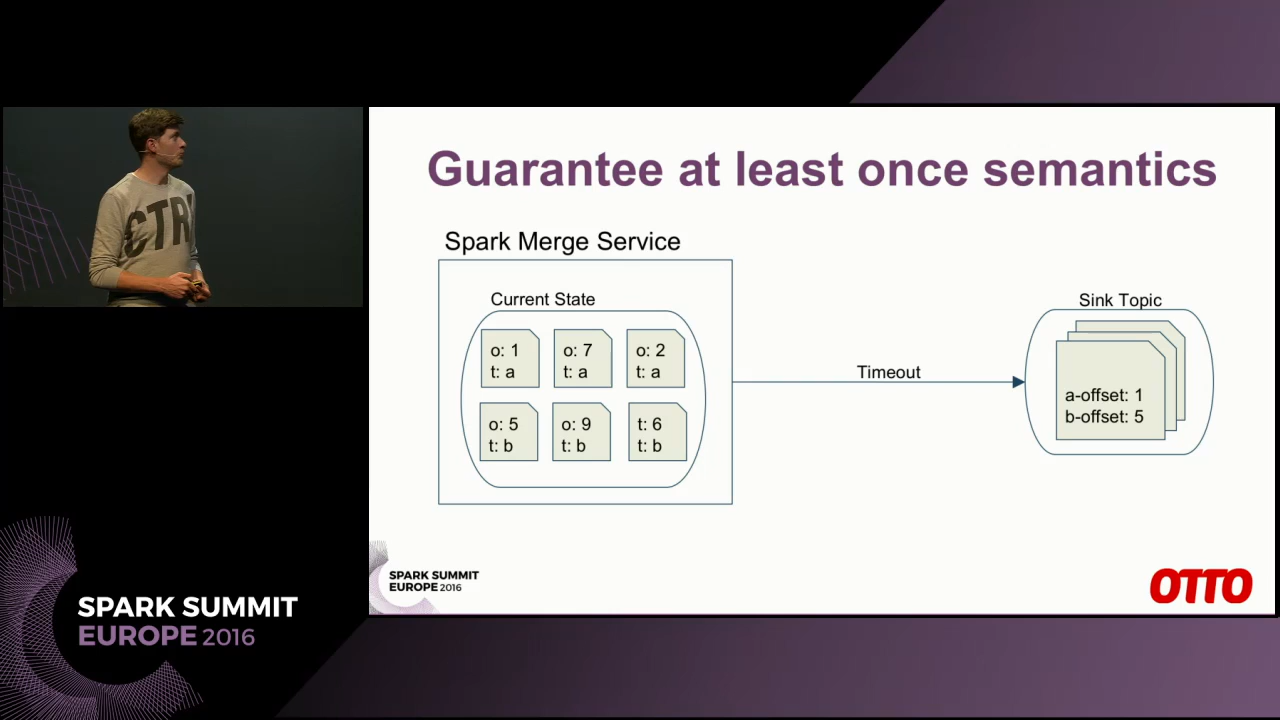 Guarantee at least once semantics
Spark Merge Service
Current State
o: 1
t: a
o: 7
t: a
o: 2
t: a
o: 5
t: b
o: 9
t: b
t: 6
t: b
Timeout
Sink Topic
a-offset: 1
b-offset: 5
SPARK SUMMIT
EUROPE 2016
OTTO
CTRL
SPARK SUMMIT
EUROPE 2016